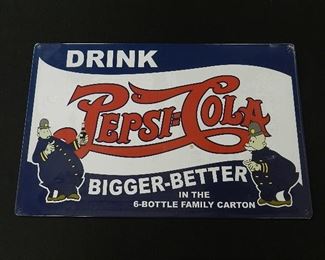 DRINK
PEPSI-COLA
BIGGER-BETTER
IN THE
6-BOTTLE FAMILY CARTON